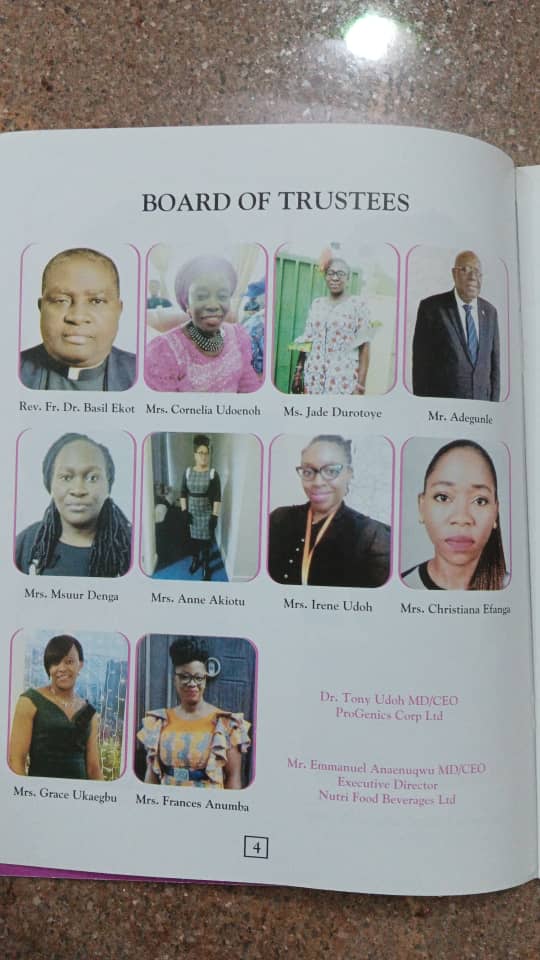 BOARD OF TRUSTEES
Rev. Fr. Dr. Basil Ekot
Mrs. Cornelia Udoenoh
Ms. Jade Durotoye
Mr. Adegunle
Mrs. Msuur Denga
Mrs. Anne Akiotu
Mrs. Irene Udoh
Mrs. Christiana Efanga
Mrs. Grace Ukaegbu
Mrs. Frances Anumba
Dr. Tony Udoh MD/CEO
ProGenics Corp Ltd
Mr. Emmanuel Anaenuqwu MD/CEO
Executive Director
Nutri Food Beverages Ltd
4